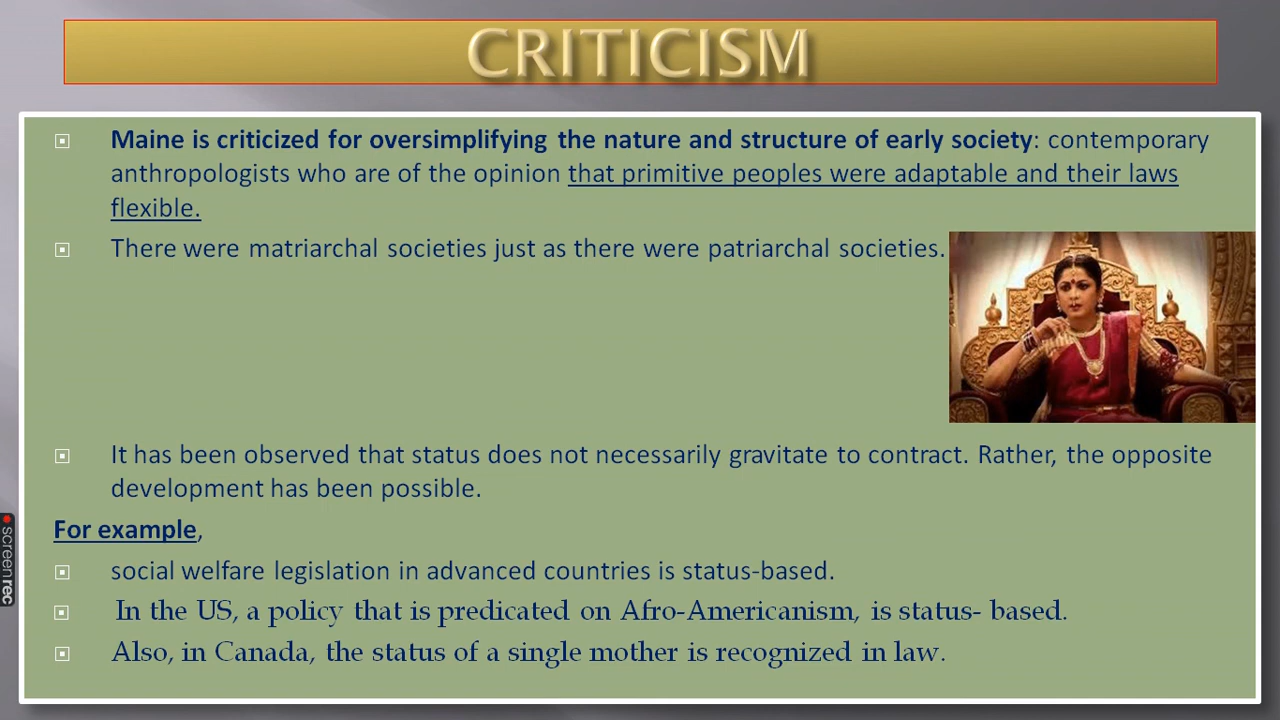 CRITICISM
Maine is criticized for oversimplifying the nature and structure of early society: contemporary
anthropologists who are of the opinion that primitive peoples were adaptable and their laws
flexible.
There were matriarchal societies just as there were patriarchal societies.
It has been observed that status does not necessarily gravitate to contract. Rather, the opposite
development has been possible.
For example,
social welfare legislation in advanced countries is status-based.
In the US, a policy that is predicated on Afro-Americanism, is status- based.
Also, in Canada, the status of a single mother is recognized in law.
screenrec